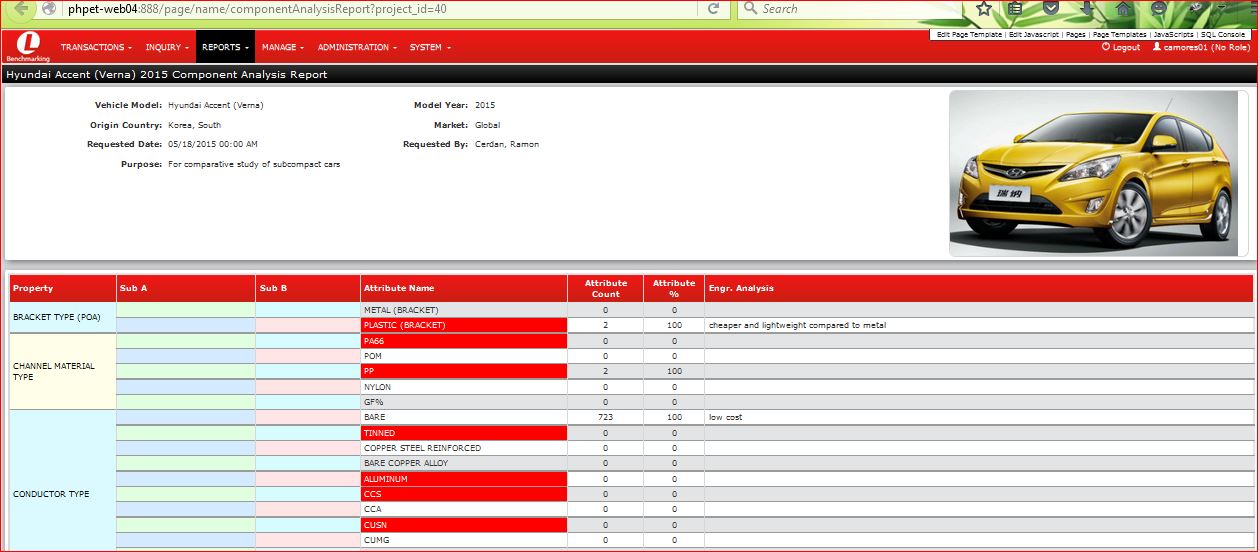 phpet-web04:888/page/name/componentAnalysisReport?project_id=40
Search
Edit Page Template | Edit Javascript | Pages | Page Templates | JavaScripts | SQL Console
L
Benchmarking
TRANSACTIONS INQUIRY REPORTS MANAGE ADMINISTRATION SYSTEM
Logout camores01 (No Role)
Hyundai Accent (Verna) 2015 Component Analysis Report
Vehicle Model: Hyundai Accent (Verna) Model Year: 2015
Origin Country: Korea, South Market: Global
Requested Date: 05/18/2015 00:00 AM Requested By: Cerdan, Ramon
Purpose: For comparative study of subcompact cars
瑞纳
Property Sub A Sub B Attribute Name Attribute Count Attribute % Engr. Analysis
BRACKET TYPE (POA)
METAL (BRACKET) 0 0
PLASTIC (BRACKET) 2 100 cheaper and lightweight compared to metal
CHANNEL MATERIAL TYPE
PA66 0 0
POM 0 0
PP 2 100
NYLON 0 0
GF% 0 0
CONDUCTOR TYPE
BARE 723 100 low cost
TINNED 0 0
COPPER STEEL REINFORCED 0 0
BARE COPPER ALLOY 0 0
ALUMINUM 0 0
CCS 0 0
CCA 0 0
CUSN 0 0
CUMG 0 0